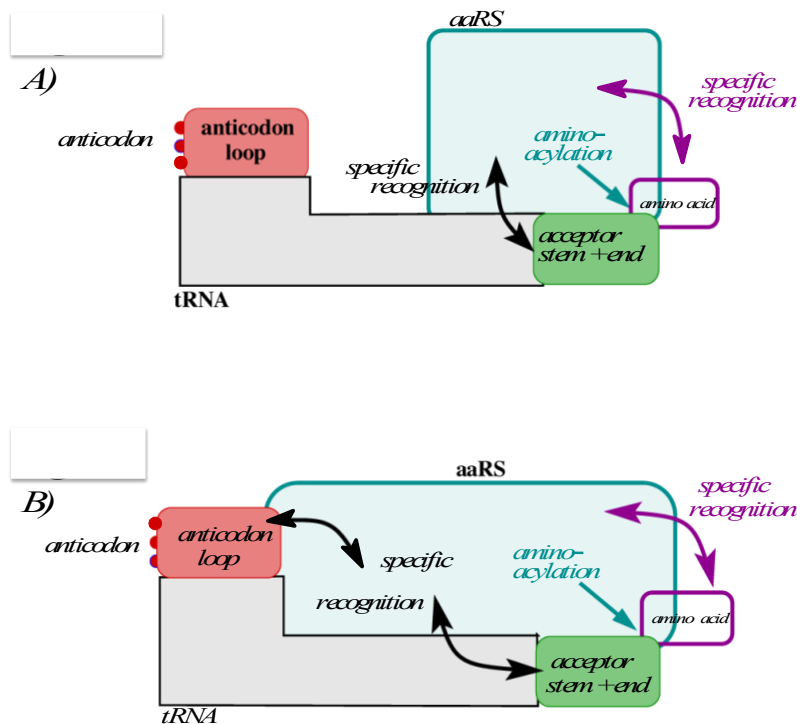 A)
aaRS
specific
recognition
anticodon
anticodon
loop
amino-
acylation
specific
recognition
amino acid
acceptor
stem +end
tRNA
B)
aaRS
specific
recognition
anticodon
anticodon
loop
specific
recognition
amino-
acylation
amino acid
acceptor
stem +end
tRNA